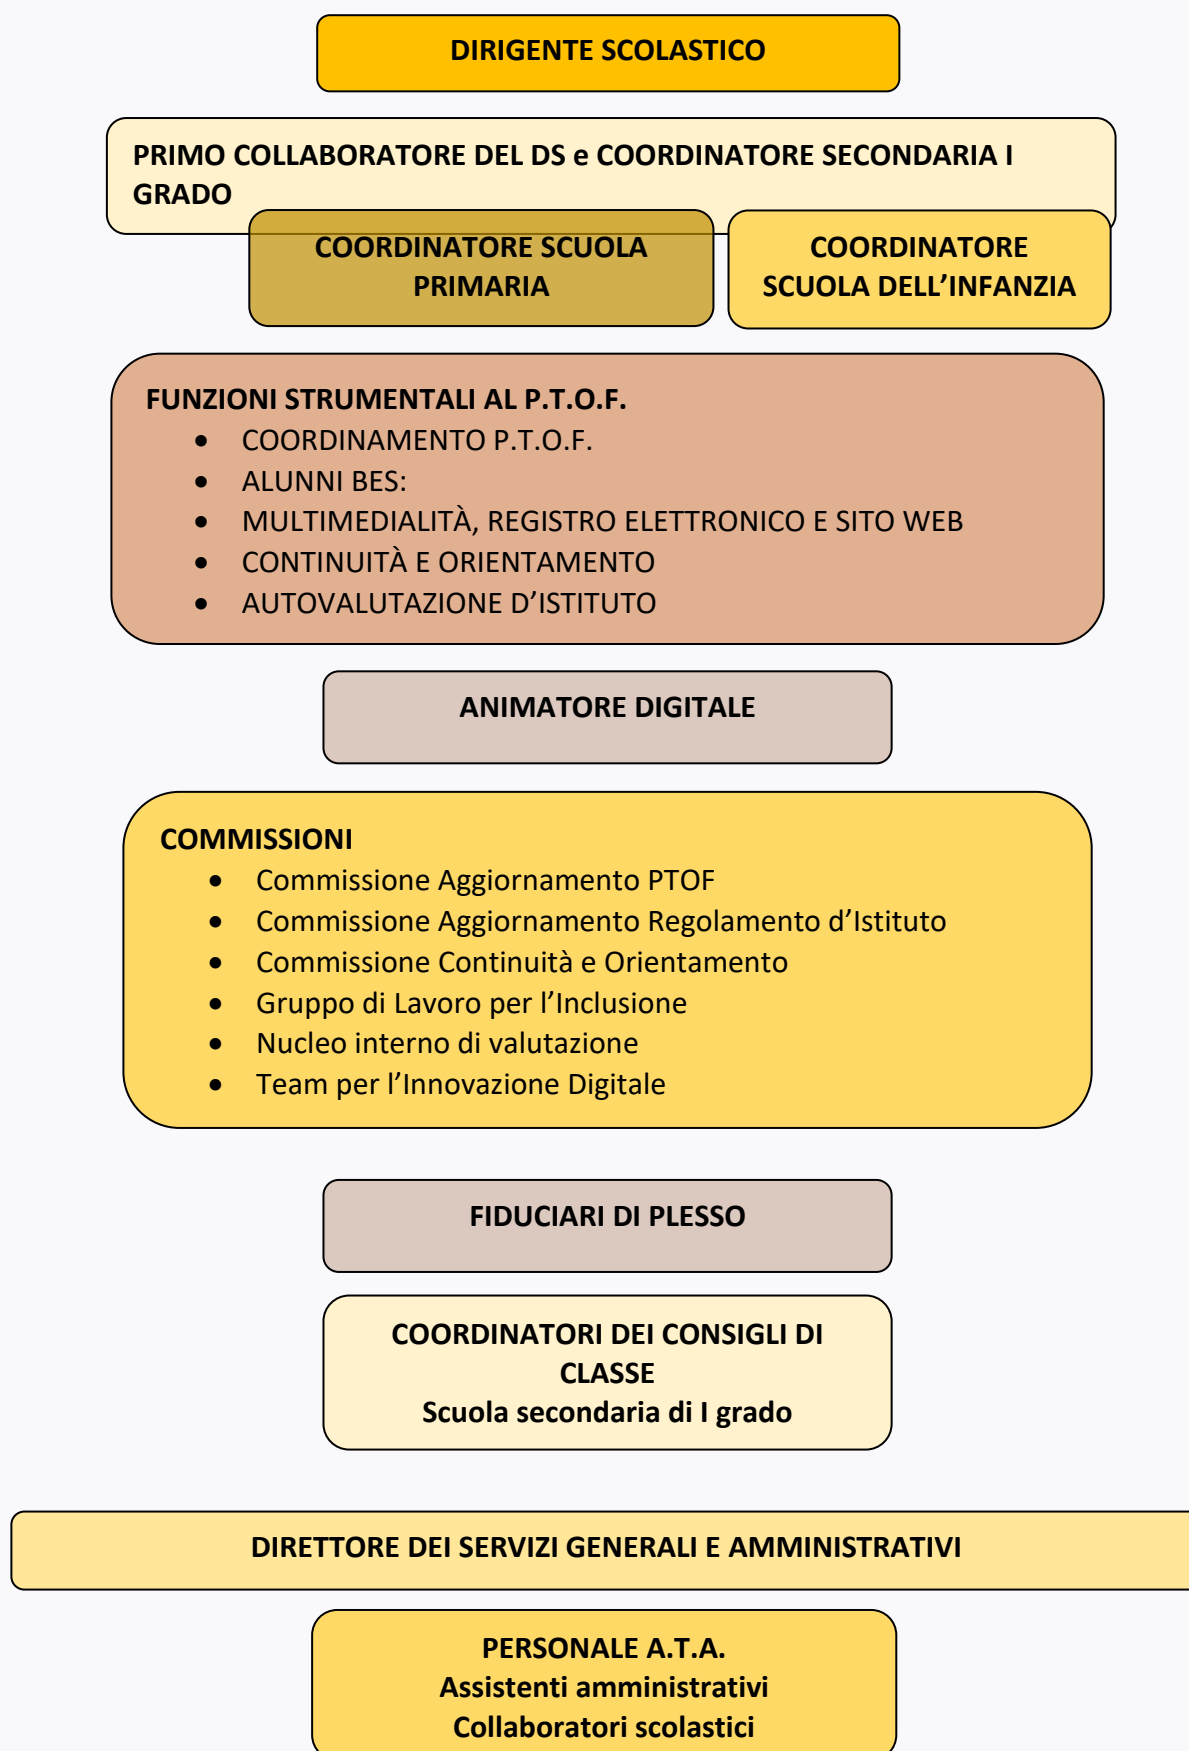 DIRIGENTE SCOLASTICO
PRIMO COLLABORATORE DEL DS e COORDINATORE SECONDARIA I
GRADO
COORDINATORE SCUOLA
PRIMARIA
COORDINATORE
SCUOLA DELL’INFANZIA
FUNZIONI STRUMENTALI AL P.T.O.F.
• COORDINAMENTO P.T.O.F.
• ALUNNI BES:
• MULTIMEDIALITÀ, REGISTRO ELETTRONICO E SITO WEB
• CONTINUITÀ E ORIENTAMENTO
• AUTOVALUTAZIONE D’ISTITUTO
ANIMATORE DIGITALE
COMMISSIONI
• Commissione Aggiornamento PTOF
• Commissione Aggiornamento Regolamento d’Istituto
• Commissione Continuità e Orientamento
• Gruppo di Lavoro per l’Inclusione
• Nucleo interno di valutazione
• Team per l’Innovazione Digitale
FIDUCIARI DI PLESSO
COORDINATORI DEI CONSIGLI DI
CLASSE
Scuola secondaria di I grado
DIRETTORE DEI SERVIZI GENERALI E AMMINISTRATIVI
PERSONALE A.T.A.
Assistenti amministrativi
Collaboratori scolastici